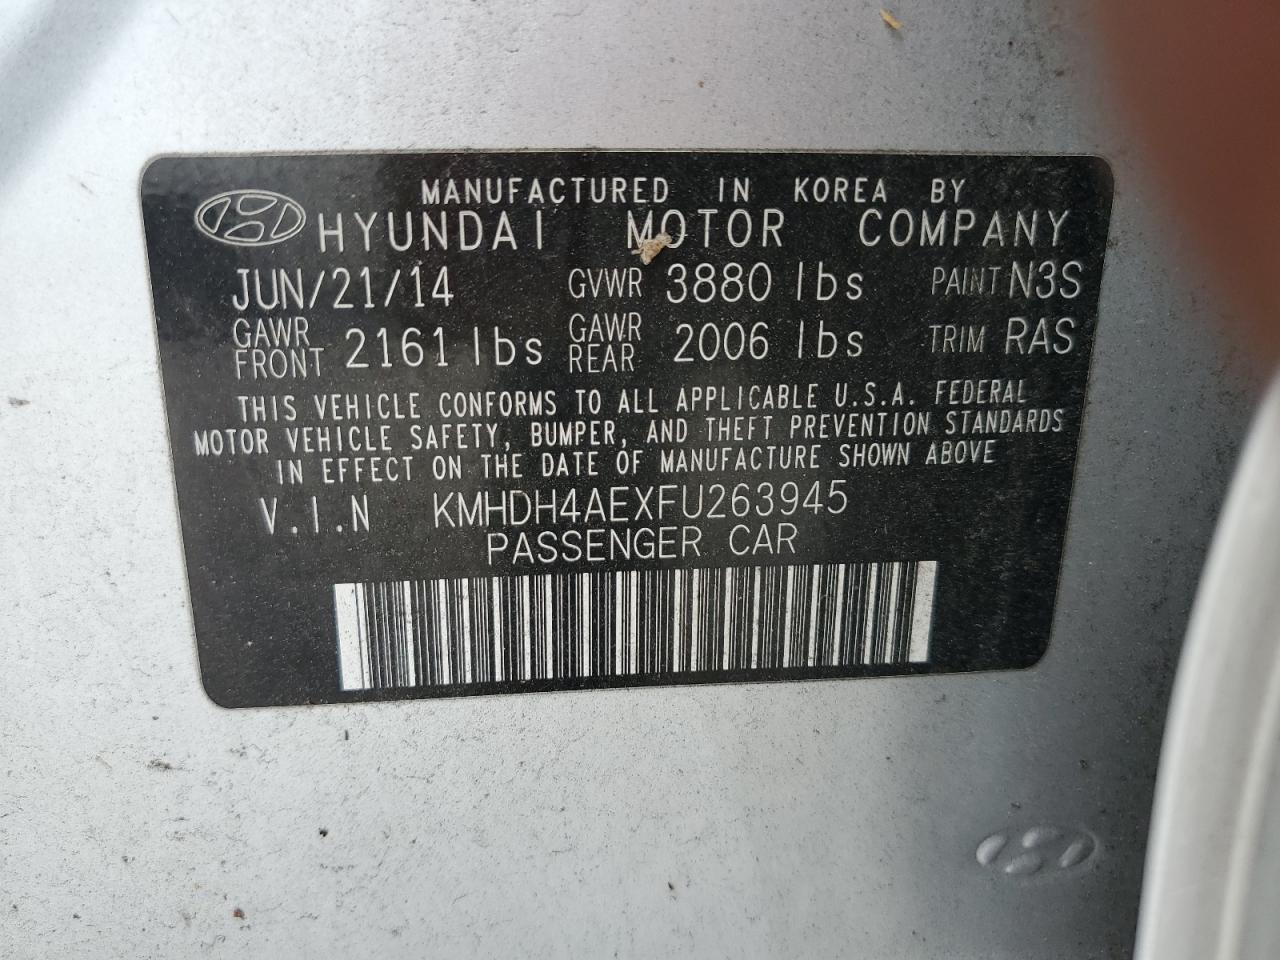 MANUFACTURED IN KOREA BY
HYUNDAI MOTOR COMPANY
JUN/21/14 GVWR 3880 lbs PAINT N3S
GAWR FRONT 2161 lbs GAWR REAR 2006 lbs TRIM RAS
THIS VEHICLE CONFORMS TO ALL APPLICABLE U.S.A. FEDERAL
MOTOR VEHICLE SAFETY, BUMPER, AND THEFT PREVENTION STANDARDS
IN EFFECT ON THE DATE OF MANUFACTURE SHOWN ABOVE
V.I.N KMHDH4AEXFU263945
PASSENGER CAR